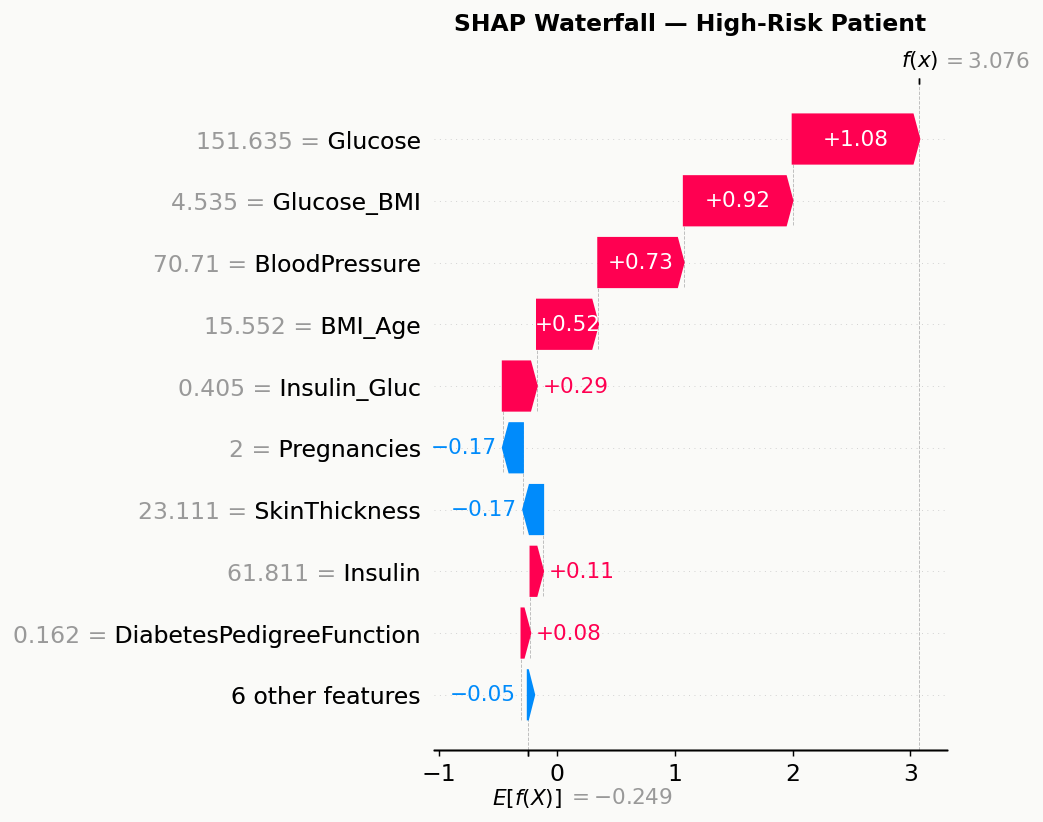 SHAP Waterfall — High-Risk Patient
f(x) = 3.076
151.635 = Glucose +1.08
4.535 = Glucose_BMI +0.92
70.71 = BloodPressure +0.73
15.552 = BMI_Age +0.52
0.405 = Insulin_Gluc +0.29
2 = Pregnancies −0.17
23.111 = SkinThickness −0.17
61.811 = Insulin +0.11
0.162 = DiabetesPedigreeFunction +0.08
6 other features −0.05
−1 0 1 2 3
E[f(X)] = −0.249